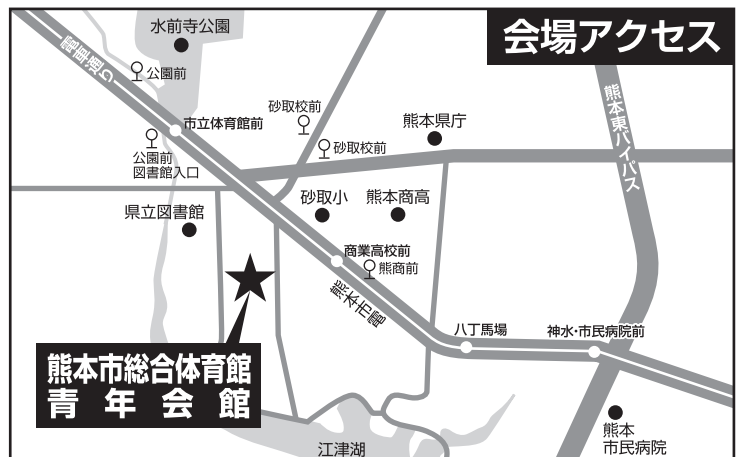 会場アクセス
水前寺公園
電車通り
公園前
市立体育館前
砂取校前
砂取校前
熊本県庁
熊本東バイパス
公園前
図書館入口
県立図書館
砂取小
熊本商高
商業高校前
熊商前
熊本市電
八丁馬場
神水・市民病院前
熊本市総合体育館
青年会館
熊本
市民病院
江津湖